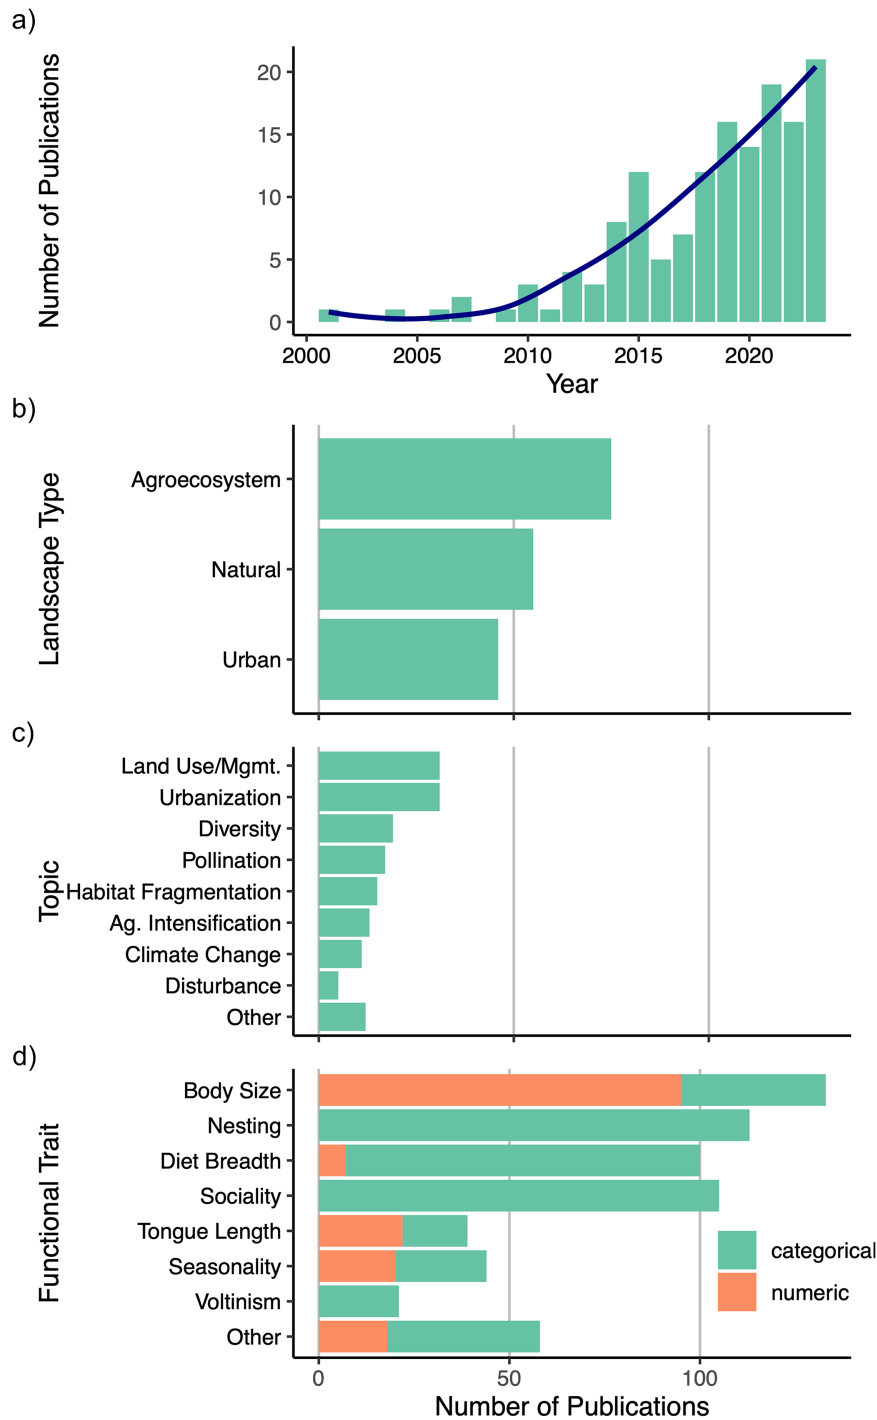 a)
Number of Publications
20
15
10
5
0
2000 2005 2010 2015 2020
Year
b)
Landscape Type
Agroecosystem
Natural
Urban
c)
Topic
Land Use/Mgmt.
Urbanization
Diversity
Pollination
Habitat Fragmentation
Ag. Intensification
Climate Change
Disturbance
Other
d)
Functional Trait
Body Size
Nesting
Diet Breadth
Sociality
Tongue Length
Seasonality
Voltinism
Other
categorical
numeric
0 50 100
Number of Publications